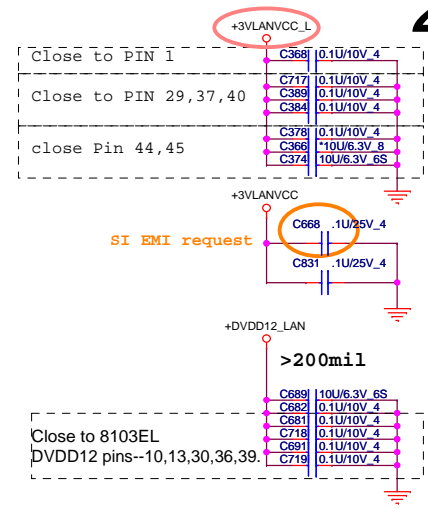 +3VLANVCC_L
C368 0.1U/10V_4
Close to PIN 1
C717 0.1U/10V_4
C389 0.1U/10V_4
Close to PIN 29,37,40
C384 0.1U/10V_4
C378 0.1U/10V_4
close Pin 44,45
C366 *10U/6.3V_8
C374 10U/6.3V_6S
+3VLANVCC
C668 .1U/25V_4
SI EMI request
C831 .1U/25V_4
+DVDD12_LAN
>200mil
C689 10U/6.3V_6S
C682 0.1U/10V_4
C681 0.1U/10V_4
C718 0.1U/10V_4
Close to 8103EL
C691 0.1U/10V_4
DVDD12 pins--10,13,30,36,39.
C719 0.1U/10V_4